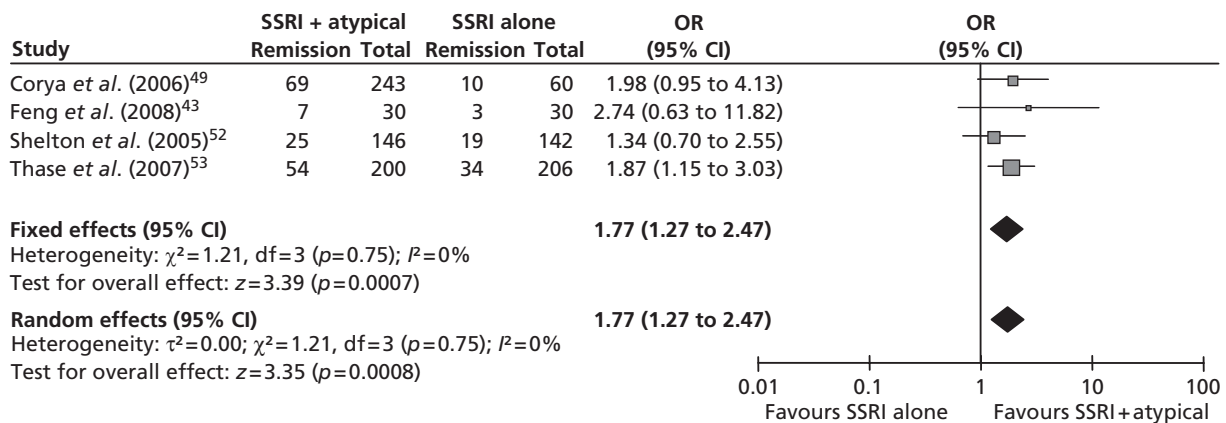 SSRI + atypical SSRI alone OR OR
Study Remission Total Remission Total (95% CI) (95% CI)
Corya et al. (2006)49 69 243 10 60 1.98 (0.95 to 4.13)
Feng et al. (2008)43 7 30 3 30 2.74 (0.63 to 11.82)
Shelton et al. (2005)52 25 146 19 142 1.34 (0.70 to 2.55)
Thase et al. (2007)53 54 200 34 206 1.87 (1.15 to 3.03)
Fixed effects (95% CI) 1.77 (1.27 to 2.47)
Heterogeneity: χ²=1.21, df=3 (p=0.75); I²=0%
Test for overall effect: z=3.39 (p=0.0007)
Random effects (95% CI) 1.77 (1.27 to 2.47)
Heterogeneity: τ²=0.00; χ²=1.21, df=3 (p=0.75); I²=0%
Test for overall effect: z=3.35 (p=0.0008)
0.01 0.1 1 10 100
Favours SSRI alone Favours SSRI+atypical